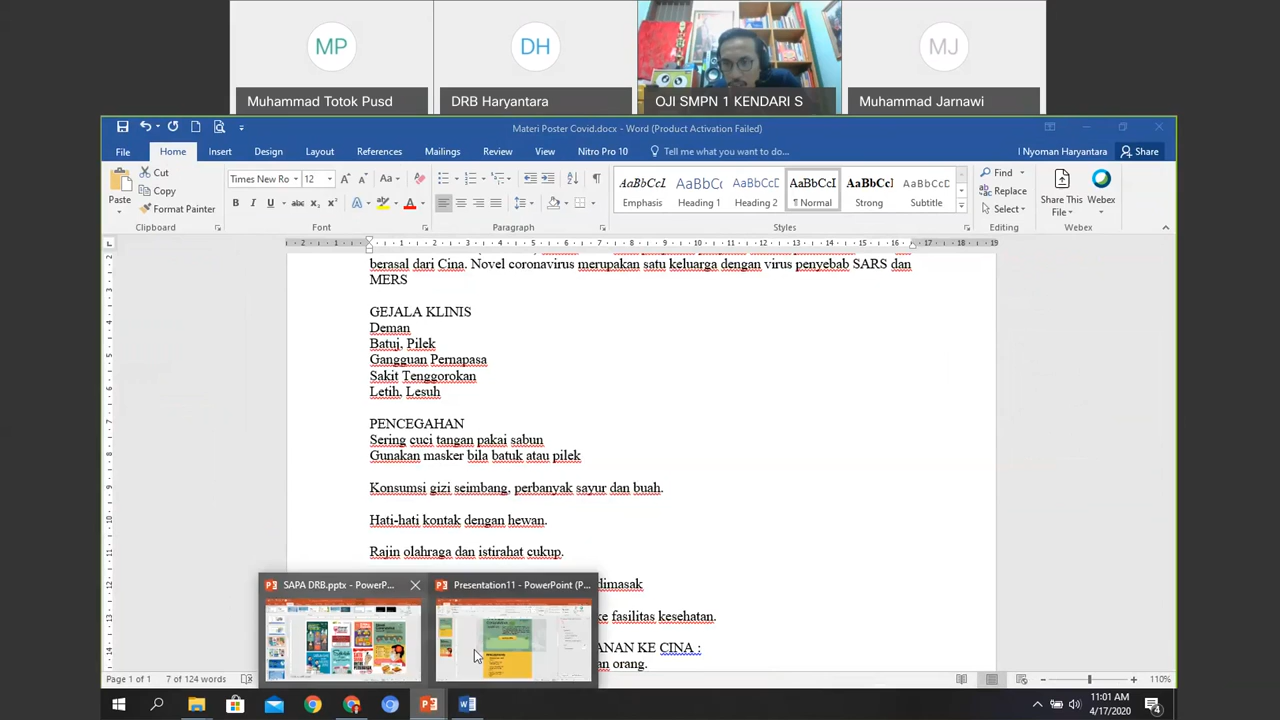 MP
DH
MJ
Muhammad Totok Pusd
DRB Haryantara
OJI SMPN 1 KENDARI S
Muhammad Jarnawi
Materi Poster Covid.docx - Word (Product Activation Failed)
File Home Insert Design Layout References Mailings Review View Nitro Pro 10 Tell me what you want to do... I Nyoman Haryantara Share
Paste
Cut
Copy
Format Painter
Times New Ro 12
AaBbCcL Emphasis
AaBbC Heading 1
AaBbCcD Heading 2
AaBbCcI ¶ Normal
AaBbCcI Strong
AaBbCcD Subtitle
Find
Replace
Select
Share This File
Webex
Clipboard Font Paragraph Styles Editing Webex
berasal dari Cina. Novel coronavirus merupakan satu keluarga dengan virus penyebab SARS dan
MERS
GEJALA KLINIS
Deman
Batuj, Pilek
Gangguan Pernapasa
Sakit Tenggorokan
Letih, Lesuh
PENCEGAHAN
Sering cuci tangan pakai sabun
Gunakan masker bila batuk atau pilek
Konsumsi gizi seimbang, perbanyak sayur dan buah.
Hati-hati kontak dengan hewan.
Rajin olahraga dan istirahat cukup.
dimasak
ke fasilitas kesehatan.
ANAN KE CINA :
an orang.
SAPA DRB.pptx - PowerP...
Presentation11 - PowerPoint (P...
Page 1 of 1 7 of 124 words 110%
11:01 AM
4/17/2020
4